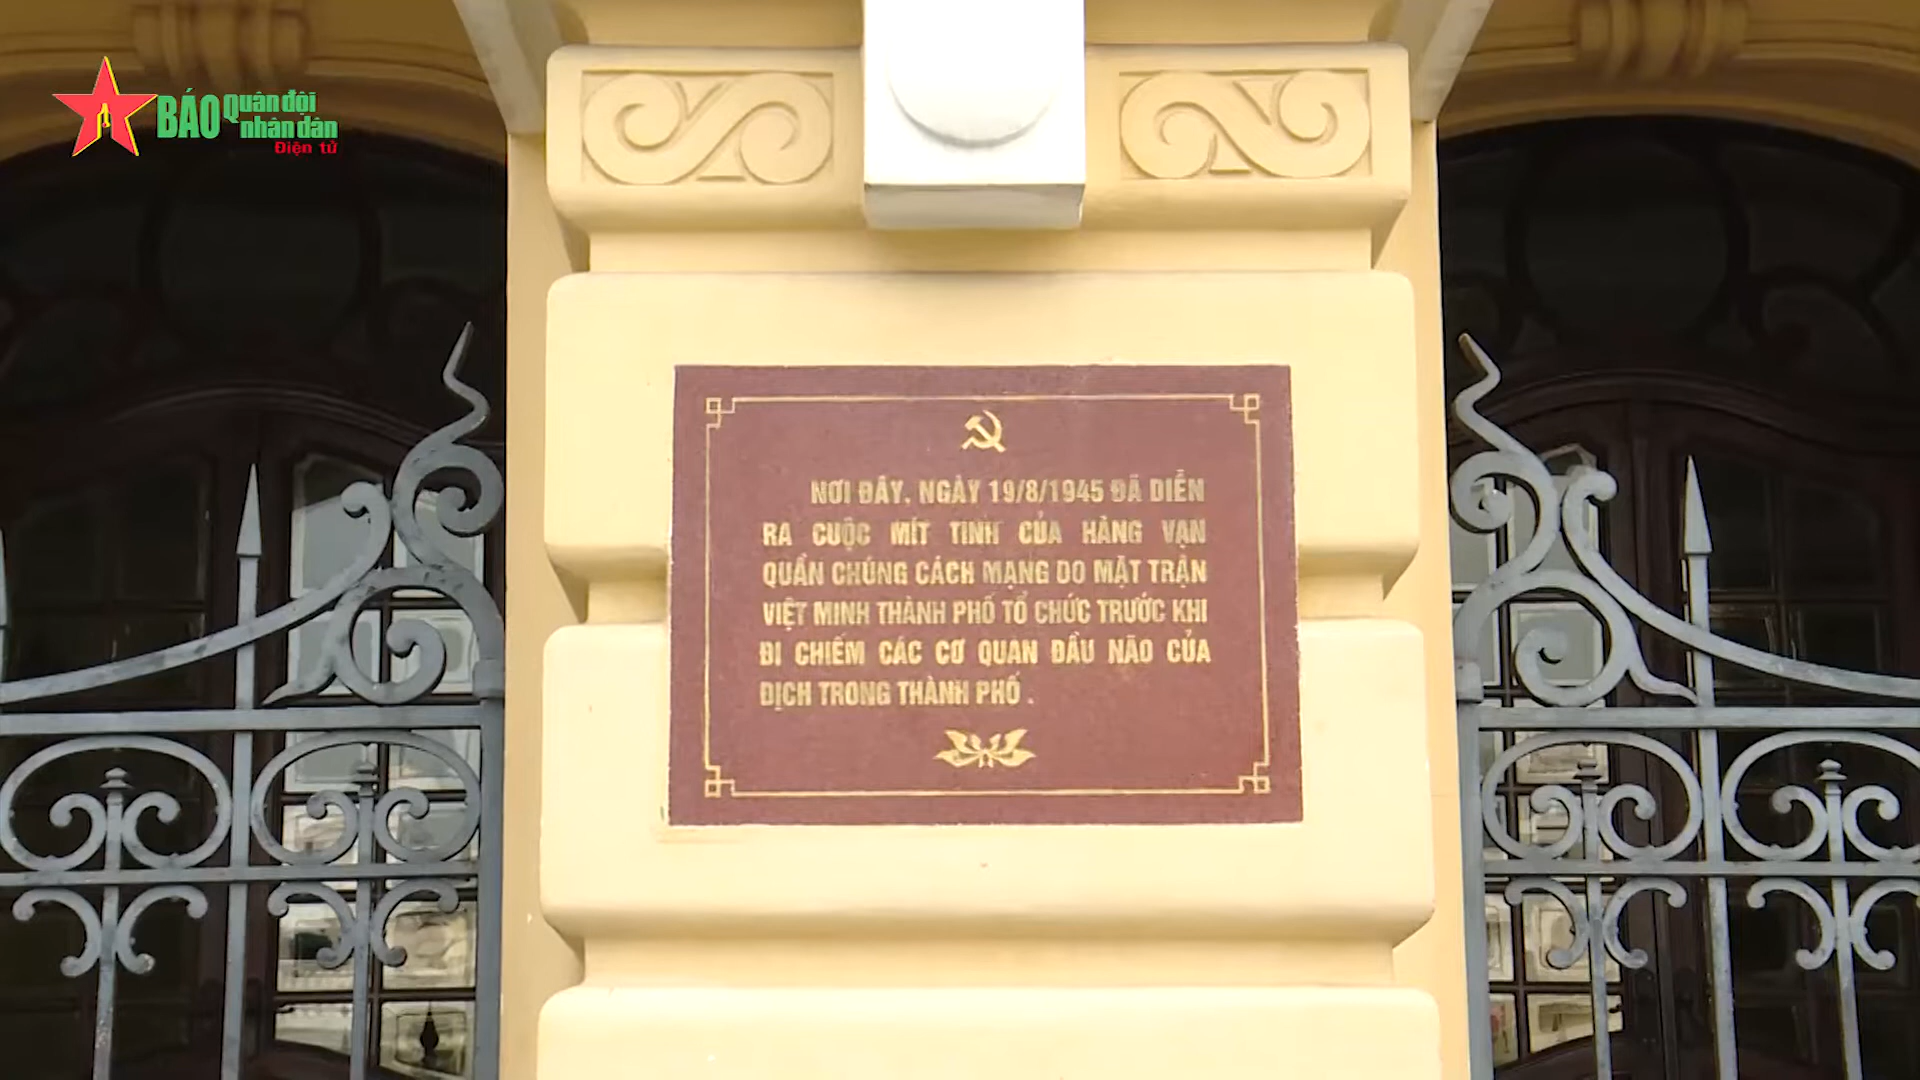 BÁO Quân đội
nhân dân
Điện tử
NƠI ĐÂY, NGÀY 19/8/1945 ĐÃ DIỄN
RA CUỘC MÍT TINH CỦA HÀNG VẠN
QUẦN CHÚNG CÁCH MẠNG DO MẶT TRẬN
VIỆT MINH THÀNH PHỐ TỔ CHỨC TRƯỚC KHI
ĐI CHIẾM CÁC CƠ QUAN ĐẦU NÃO CỦA
ĐỊCH TRONG THÀNH PHỐ.